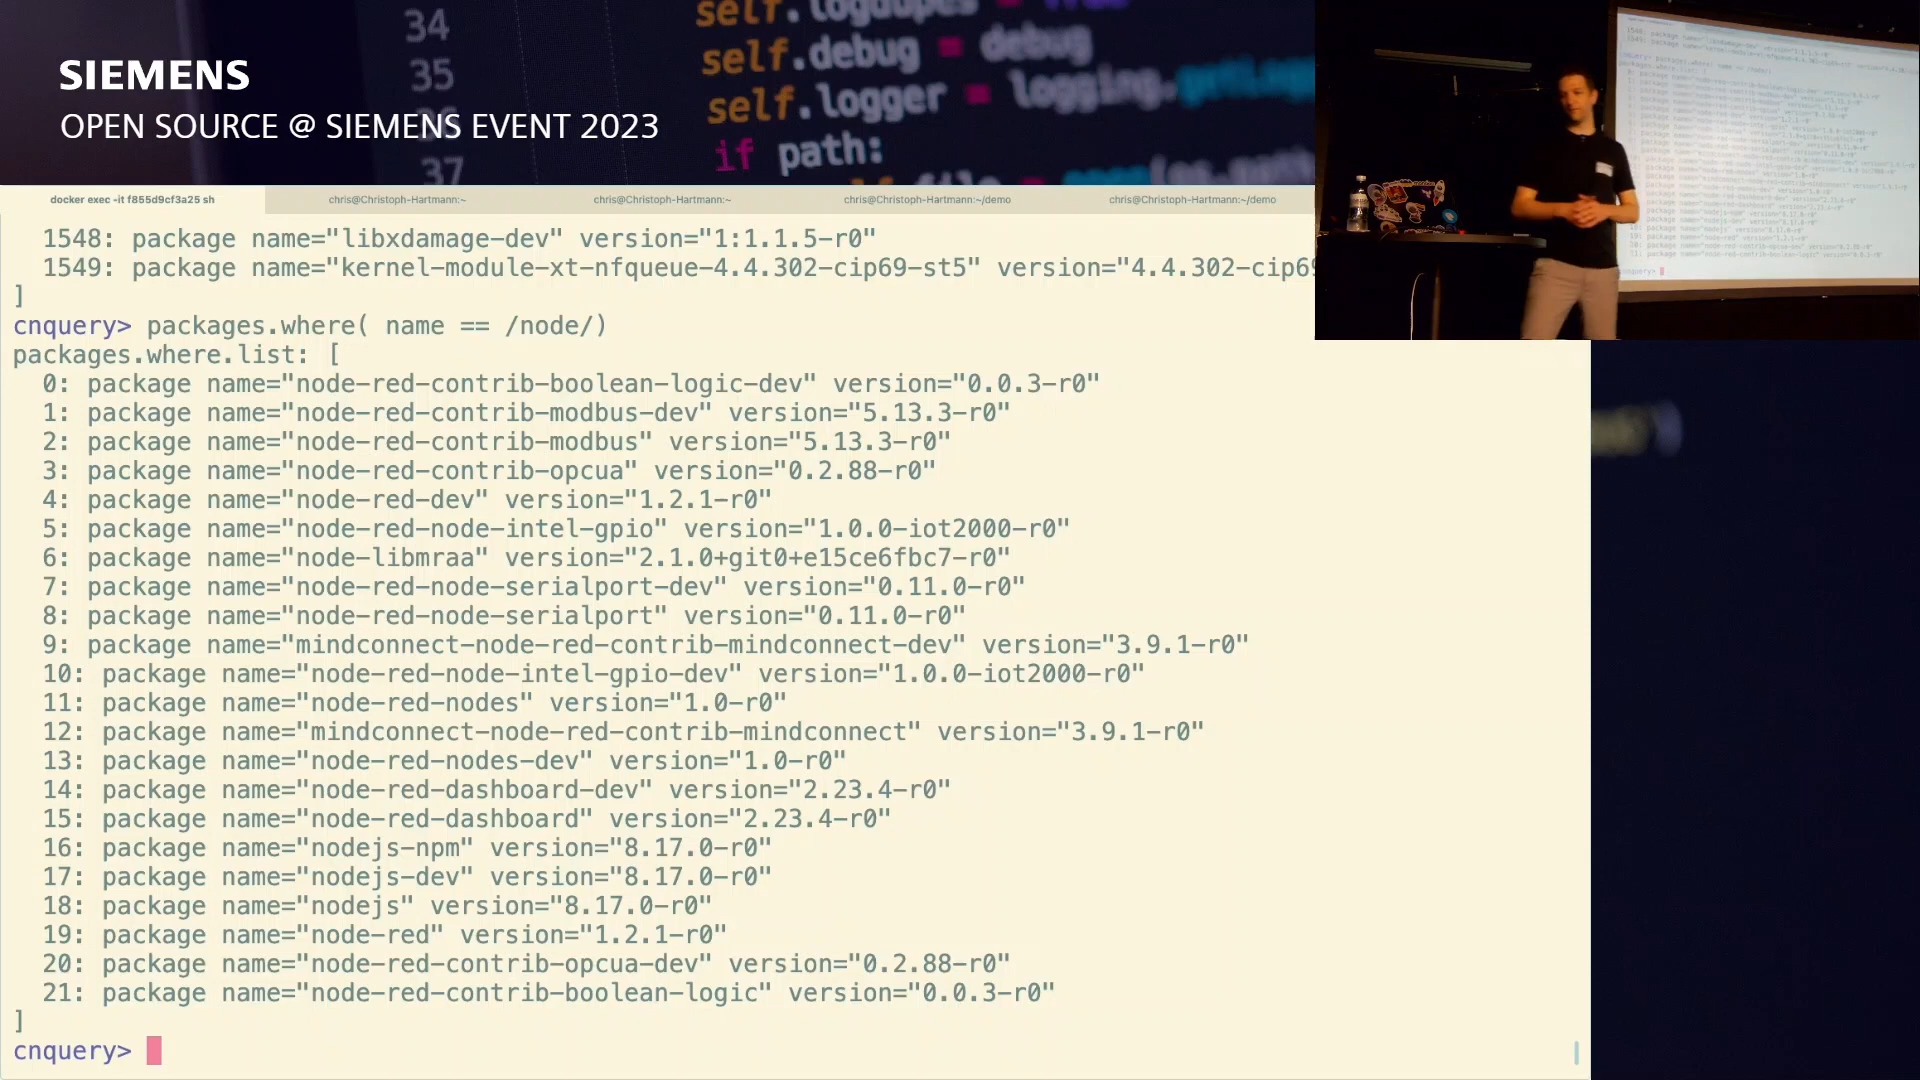 SIEMENS
OPEN SOURCE @ SIEMENS EVENT 2023
34
35
36
37
self.logdupes = True
self.debug = debug
self.logger = logging.getLogger
if path:
docker exec -it f855d9cf3a25 sh
chris@Christoph-Hartmann:~
chris@Christoph-Hartmann:~
chris@Christoph-Hartmann:~/demo
chris@Christoph-Hartmann:~/demo
1548: package name="libxdamage-dev" version="1:1.1.5-r0"
1549: package name="kernel-module-xt-nfqueue-4.4.302-cip69-st5" version="4.4.302-cip69
]
cnquery> packages.where( name == /node/)
packages.where.list: [
0: package name="node-red-contrib-boolean-logic-dev" version="0.0.3-r0"
1: package name="node-red-contrib-modbus-dev" version="5.13.3-r0"
2: package name="node-red-contrib-modbus" version="5.13.3-r0"
3: package name="node-red-contrib-opcua" version="0.2.88-r0"
4: package name="node-red-dev" version="1.2.1-r0"
5: package name="node-red-node-intel-gpio" version="1.0.0-iot2000-r0"
6: package name="node-libmraa" version="2.1.0+git0+e15ce6fbc7-r0"
7: package name="node-red-node-serialport-dev" version="0.11.0-r0"
8: package name="node-red-node-serialport" version="0.11.0-r0"
9: package name="mindconnect-node-red-contrib-mindconnect-dev" version="3.9.1-r0"
10: package name="node-red-node-intel-gpio-dev" version="1.0.0-iot2000-r0"
11: package name="node-red-nodes" version="1.0-r0"
12: package name="mindconnect-node-red-contrib-mindconnect" version="3.9.1-r0"
13: package name="node-red-nodes-dev" version="1.0-r0"
14: package name="node-red-dashboard-dev" version="2.23.4-r0"
15: package name="node-red-dashboard" version="2.23.4-r0"
16: package name="nodejs-npm" version="8.17.0-r0"
17: package name="nodejs-dev" version="8.17.0-r0"
18: package name="nodejs" version="8.17.0-r0"
19: package name="node-red" version="1.2.1-r0"
20: package name="node-red-contrib-opcua-dev" version="0.2.88-r0"
21: package name="node-red-contrib-boolean-logic" version="0.0.3-r0"
]
cnquery>